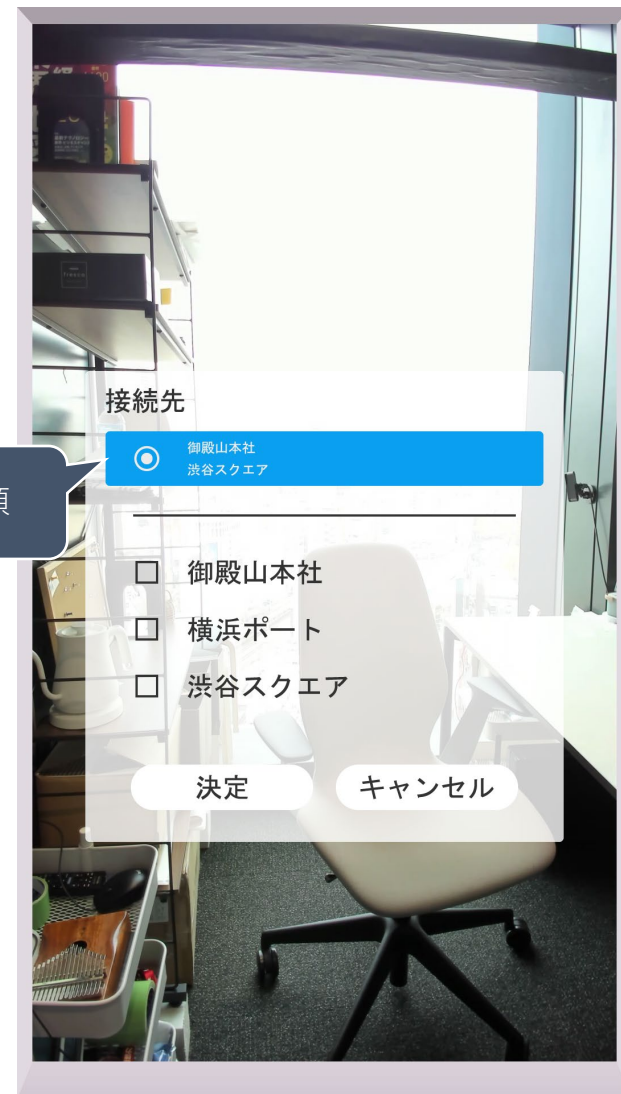 接続先
御殿山本社
渋谷スクエア
頂
御殿山本社
横浜ポート
渋谷スクエア
決定
キャンセル